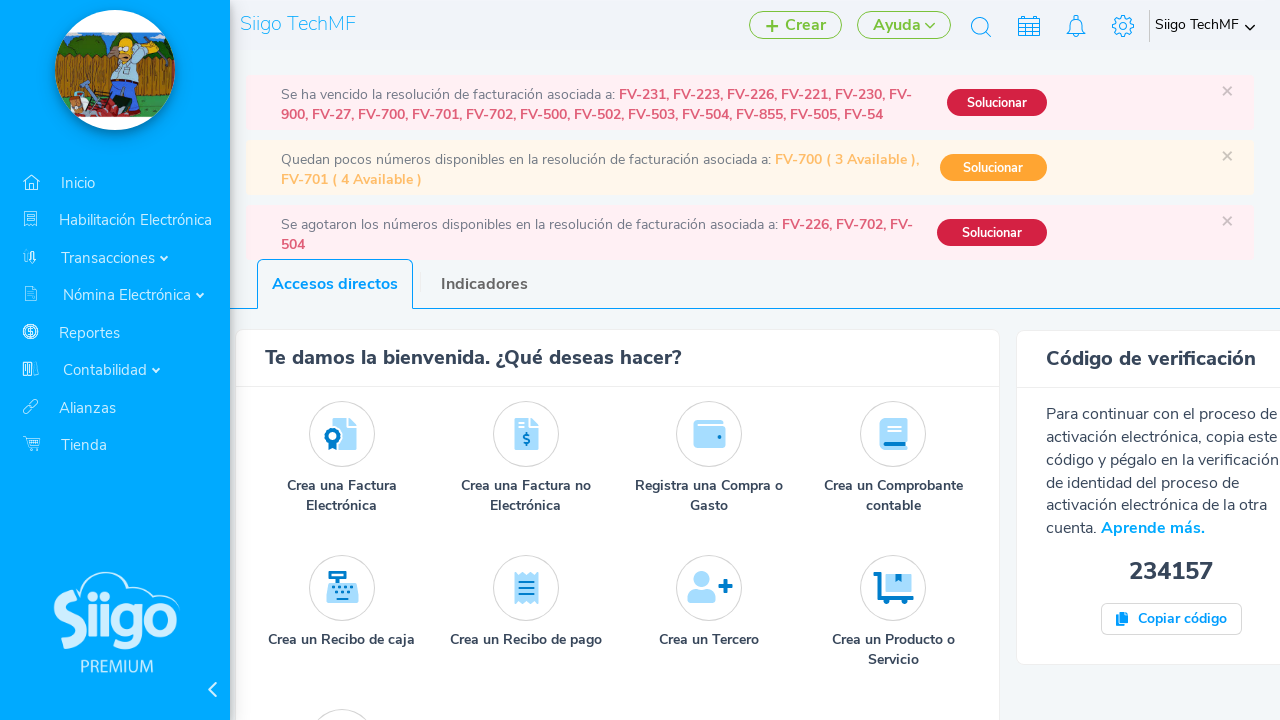 Siigo TechMF
Crear
Ayuda
Siigo TechMF
Inicio
Habilitación Electrónica
Transacciones
Nómina Electrónica
Reportes
Contabilidad
Alianzas
Tienda
Siigo
PREMIUM
Se ha vencido la resolución de facturación asociada a: FV-231, FV-223, FV-226, FV-221, FV-230, FV-
900, FV-27, FV-700, FV-701, FV-702, FV-500, FV-502, FV-503, FV-504, FV-855, FV-505, FV-54
Solucionar
Quedan pocos números disponibles en la resolución de facturación asociada a: FV-700 ( 3 Available ),
FV-701 ( 4 Available )
Solucionar
Se agotaron los números disponibles en la resolución de facturación asociada a: FV-226, FV-702, FV-
504
Solucionar
Accesos directos
Indicadores
Te damos la bienvenida. ¿Qué deseas hacer?
Crea una Factura
Electrónica
Crea una Factura no
Electrónica
Registra una Compra o
Gasto
Crea un Comprobante
contable
Crea un Recibo de caja
Crea un Recibo de pago
Crea un Tercero
Crea un Producto o
Servicio
Código de verificación
Para continuar con el proceso de
activación electrónica, copia este
código y pégalo en la verificación
de identidad del proceso de
activación electrónica de la otra
cuenta. Aprende más.
234157
Copiar código